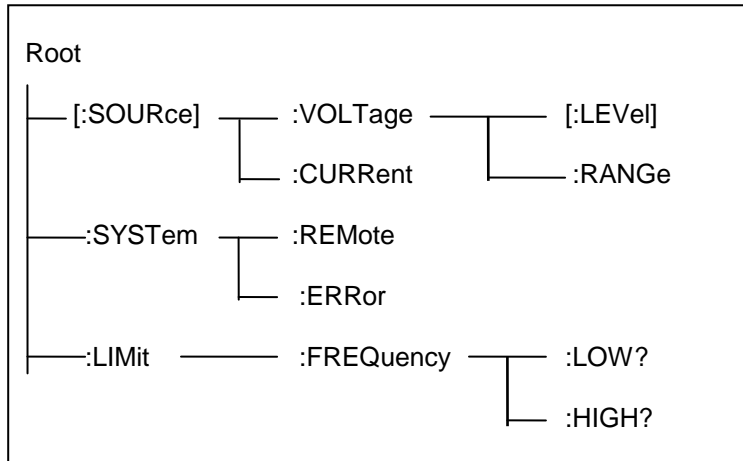 Root
[:SOURce] :VOLTage [:LEVel]
:CURRent :RANGe
:SYSTem :REMote
:ERRor
:LIMit :FREQuency :LOW?
:HIGH?